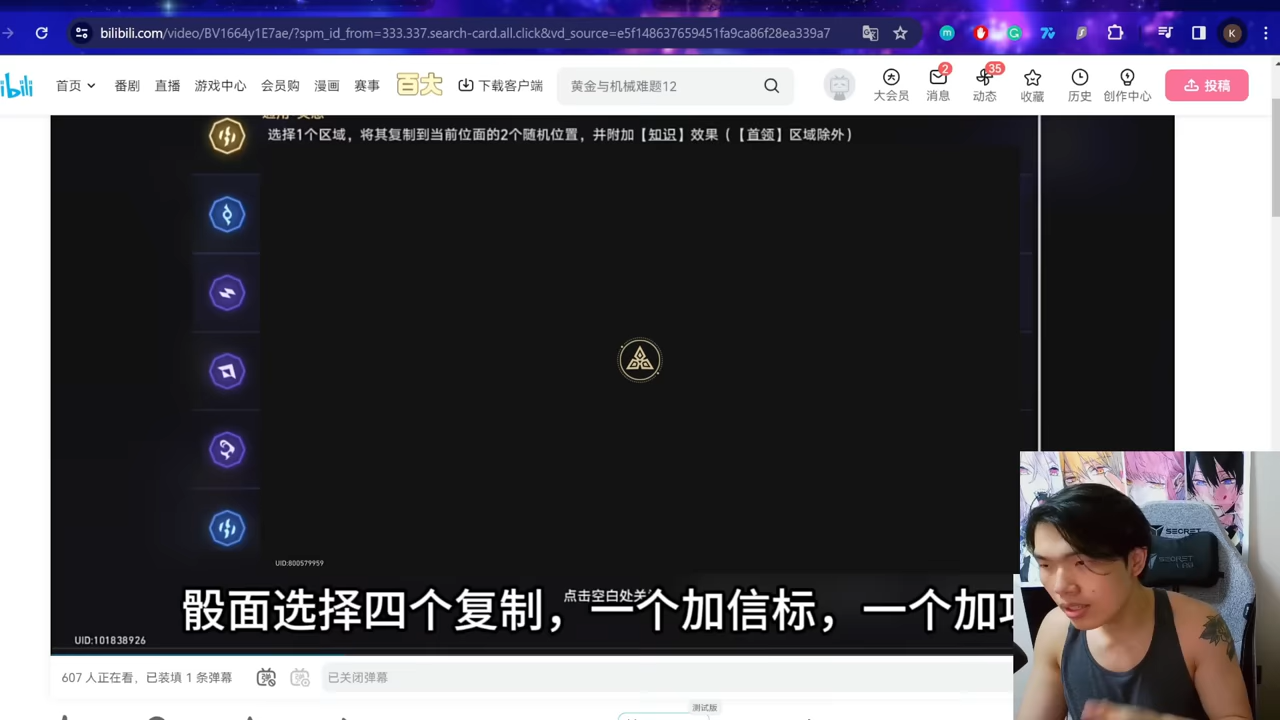 bilibili.com/video/BV1664y1E7ae/?spm_id_from=333.337.search-card.all.click&vd_source=e5f148637659451fa9ca86f28ea339a7
K
ibili
首页 番剧 直播 游戏中心 会员购 漫画 赛事 百大 下载客户端 黄金与机械难题12 大会员 消息 2 动态 35 收藏 历史 创作中心 投稿
选择1个区域，将其复制到当前位面的2个随机位置，并附加【知识】效果（【首领】区域除外）
UID:800579959
点击空白处关
骰面选择四个复制，一个加信标，一个加
UID:101838926
607 人正在看，已装填 1 条弹幕 已关闭弹幕
测试版
SECRET
SECRET